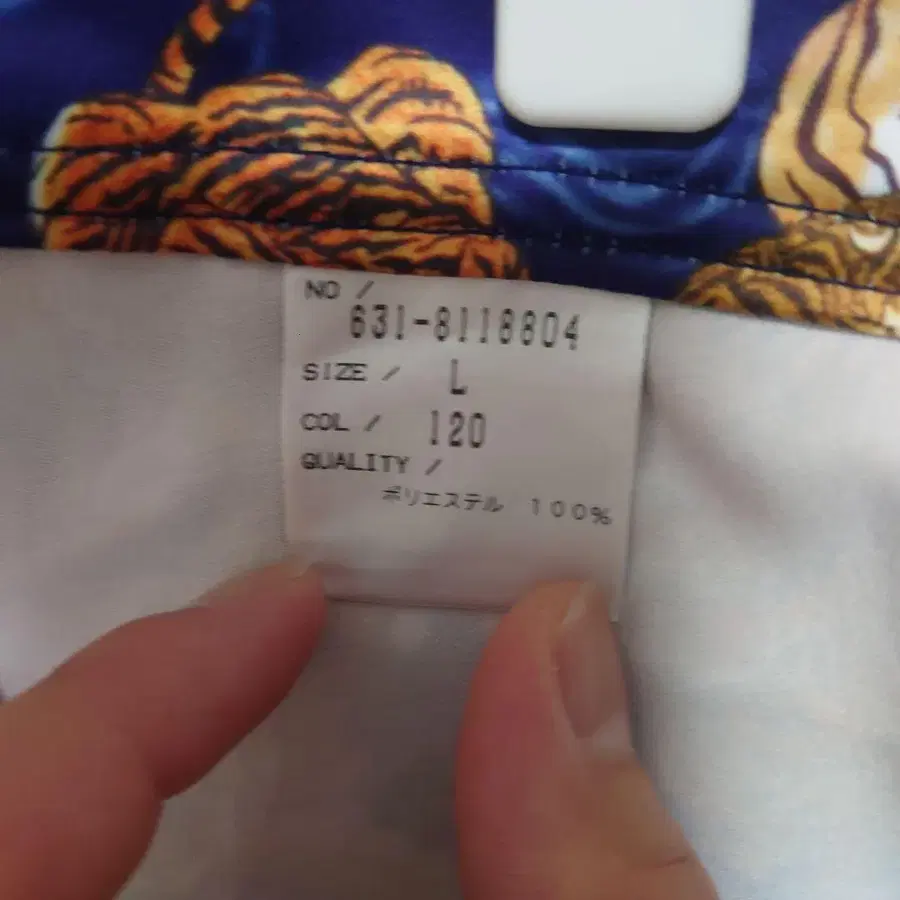 NO /
631-8118804
SIZE / L
COL / 120
QUALITY /
ポリエステル 100%